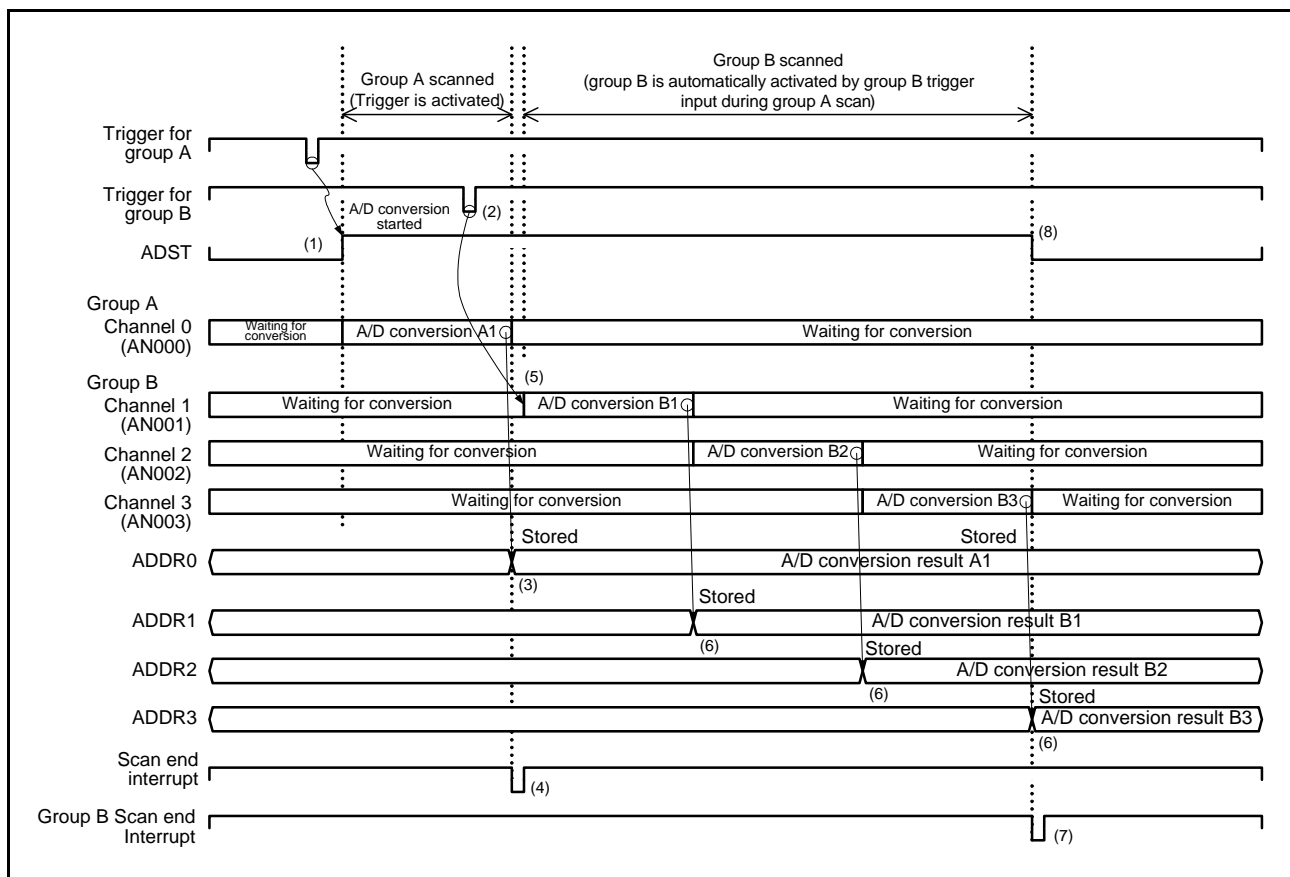 Group A scanned
(Trigger is activated)
Group B scanned
(group B is automatically activated by group B trigger
input during group A scan)
Trigger for
group A
Trigger for
group B
A/D conversion
started
(2)
ADST
(1)
(8)
Group A
Channel 0
(AN000)
Waiting for
conversion
A/D conversion A1
Waiting for conversion
Group B
(5)
Channel 1
(AN001)
Waiting for conversion
A/D conversion B1
Waiting for conversion
Channel 2
(AN002)
Waiting for conversion
A/D conversion B2
Waiting for conversion
Channel 3
(AN003)
Waiting for conversion
A/D conversion B3
Waiting for conversion
Stored
Stored
ADDR0
A/D conversion result A1
(3)
Stored
ADDR1
A/D conversion result B1
(6)
Stored
ADDR2
A/D conversion result B2
(6)
Stored
ADDR3
A/D conversion result B3
(6)
Scan end
interrupt
(4)
Group B Scan end
Interrupt
(7)